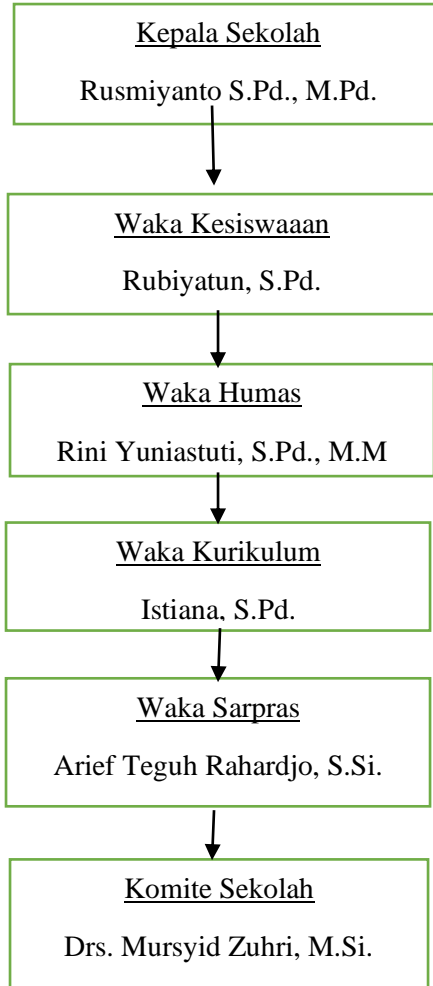 Kepala Sekolah
Rusmiyanto S.Pd., M.Pd.
Waka Kesiswaaan
Rubiyatun, S.Pd.
Waka Humas
Rini Yuniastuti, S.Pd., M.M
Waka Kurikulum
Istiana, S.Pd.
Waka Sarpras
Arief Teguh Rahardjo, S.Si.
Komite Sekolah
Drs. Mursyid Zuhri, M.Si.